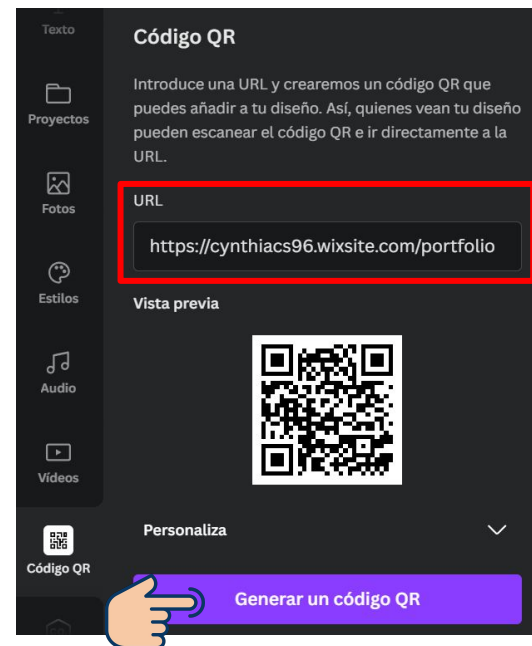 Texto
Proyectos
Fotos
Estilos
Audio
Vídeos
Código QR
Código QR
Introduce una URL y crearemos un código QR que
puedes añadir a tu diseño. Así, quienes vean tu diseño
pueden escanear el código QR e ir directamente a la
URL.
URL
https://cynthiacs96.wixsite.com/portfolio
Vista previa
Personaliza
Generar un código QR